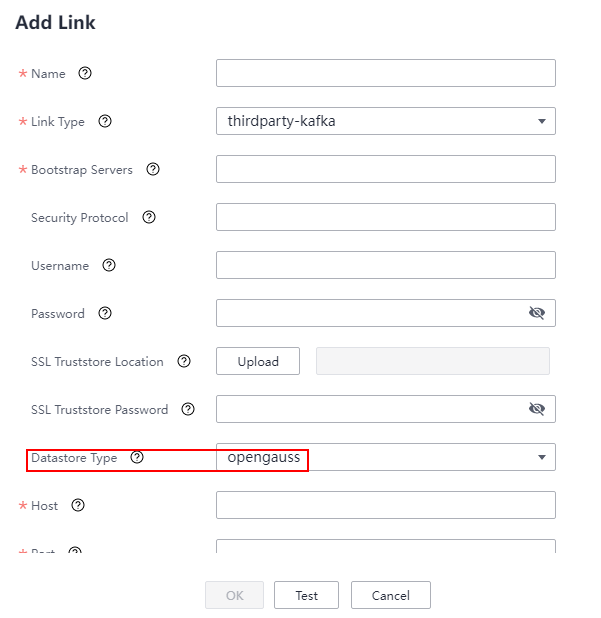 Add Link
* Name ?
* Link Type ? thirdparty-kafka
* Bootstrap Servers ?
Security Protocol ?
Username ?
Password ?
SSL Truststore Location ? Upload
SSL Truststore Password ?
Datastore Type ? opengauss
* Host ?
* Port ?
OK Test Cancel